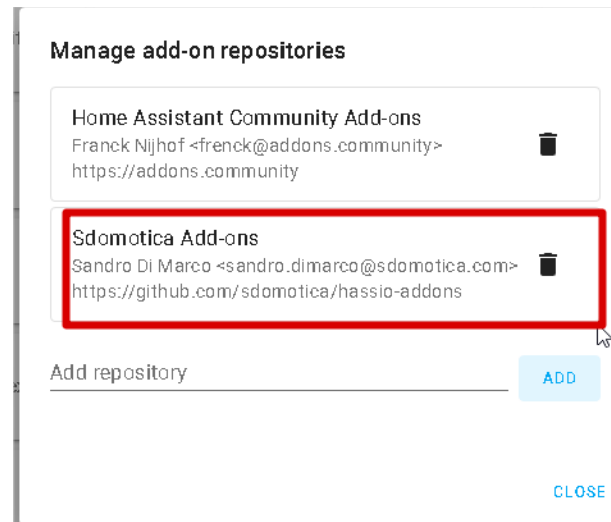 Manage add-on repositories
Home Assistant Community Add-ons
Franck Nijhof <frenck@addons.community>
https://addons.community
Sdomotica Add-ons
Sandro Di Marco <sandro.dimarco@sdomotica.com>
https://github.com/sdomotica/hassio-addons
Add repository
ADD
CLOSE